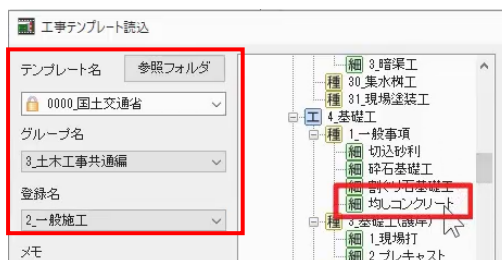 工事テンプレート読込
テンプレート名
参照フォルダ
0000_国土交通省
グループ名
3_土木工事共通編
登録名
2_一般施工
メモ
細 3_暗渠工
種 30_集水桝工
種 31_現場塗装工
工 4_基礎工
種 1_一般事項
細 切込砂利
細 砕石基礎工
細 割ぐり石基礎工
細 均しコンクリート
種 3_基礎工(護岸)
細 1_現場打
細 2_プレキャスト